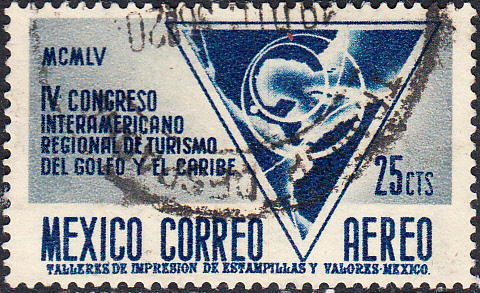 MCMLV
IV CONGRESO
INTERAMERICANO
REGIONAL DE TURISMO
DEL GOLFO Y EL CARIBE
25 CTS
MEXICO CORREO AEREO
TALLERES DE IMPRESION DE ESTAMPILLAS Y VALORES-MEXICO.